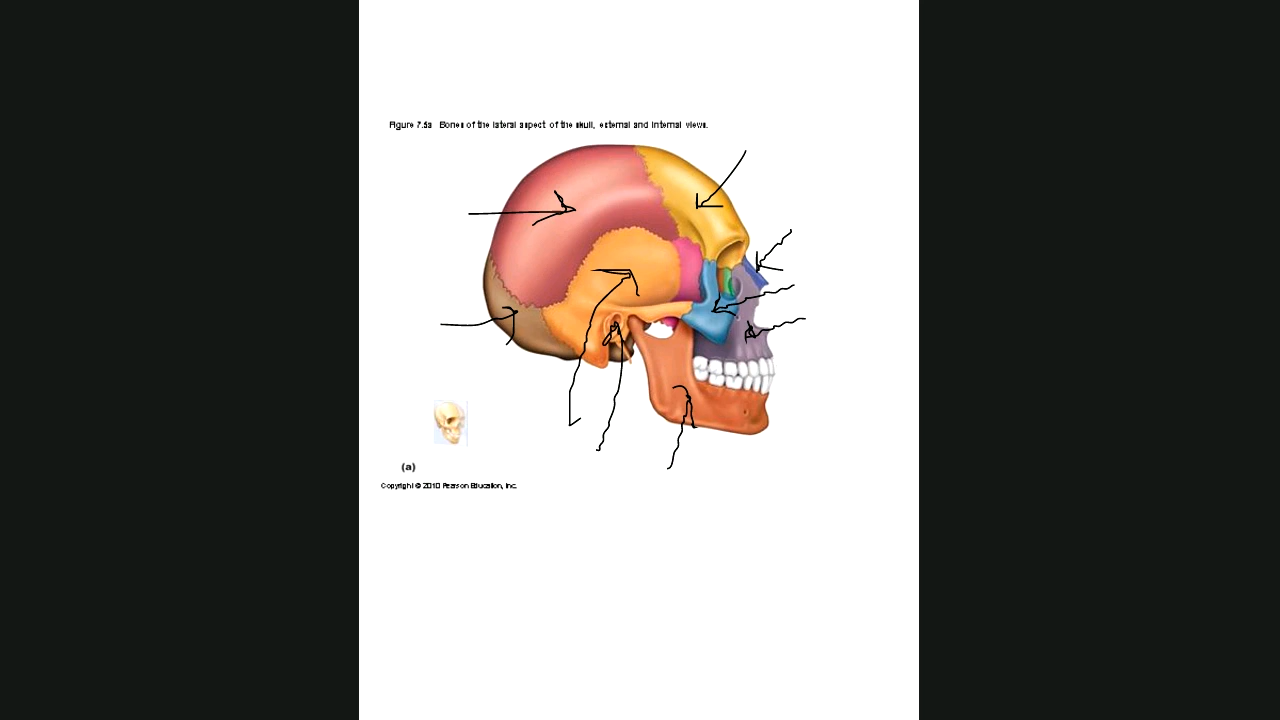 Figure 7.5a Bones of the lateral aspect of the skull, external and internal views.
(a)
Copyright © 2010 Pearson Education, Inc.